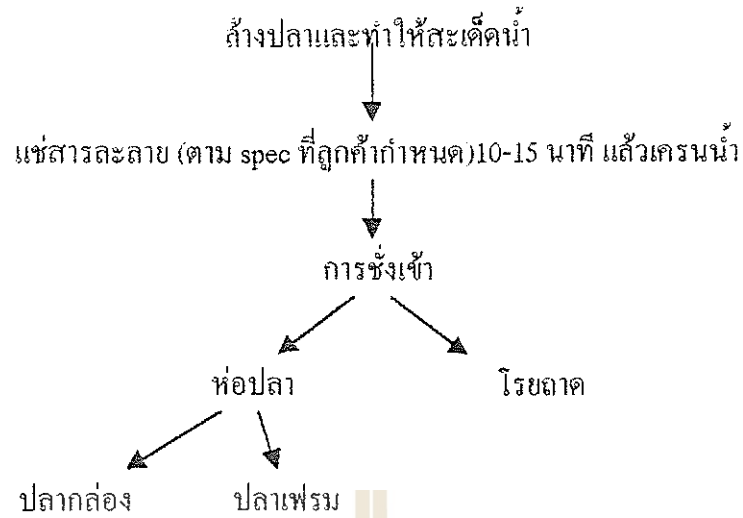 ล้างปลาและทำให้สะเด็ดน้ำ
แช่สารละลาย (ตาม spec ที่ลูกค้ากำหนด)10-15 นาที แล้วเครนน้ำ
การชั่งเข้า
ห่อปลา โรยถาด
ปลากล่อง ปลาเฟรม